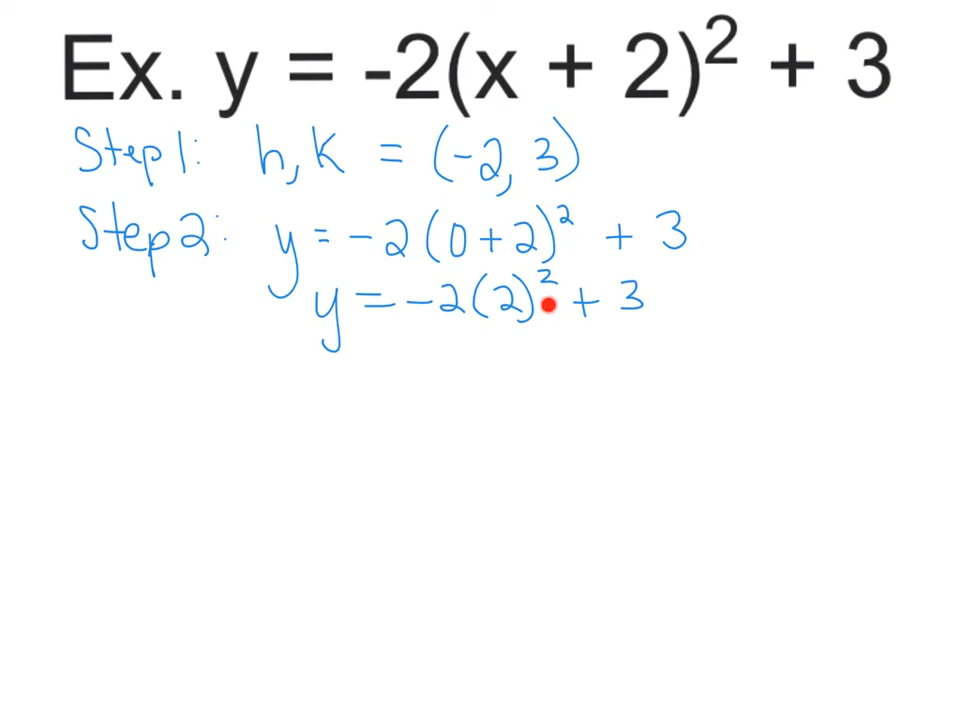 Ex. y = -2(x + 2)² + 3
Step 1: h, k = (-2, 3)
Step 2: y = -2(0+2)² + 3
y = -2(2)² + 3